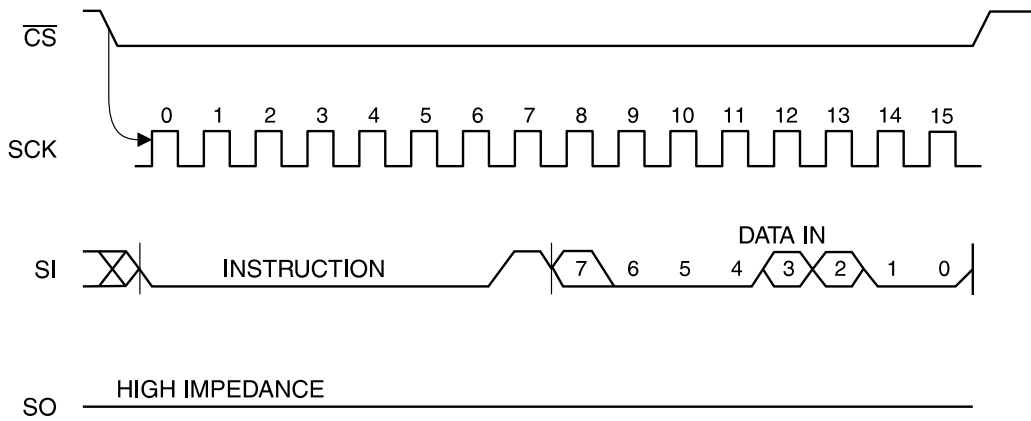 CS
0 1 2 3 4 5 6 7 8 9 10 11 12 13 14 15
SCK
DATA IN
SI INSTRUCTION 7 6 5 4 3 2 1 0
HIGH IMPEDANCE
SO